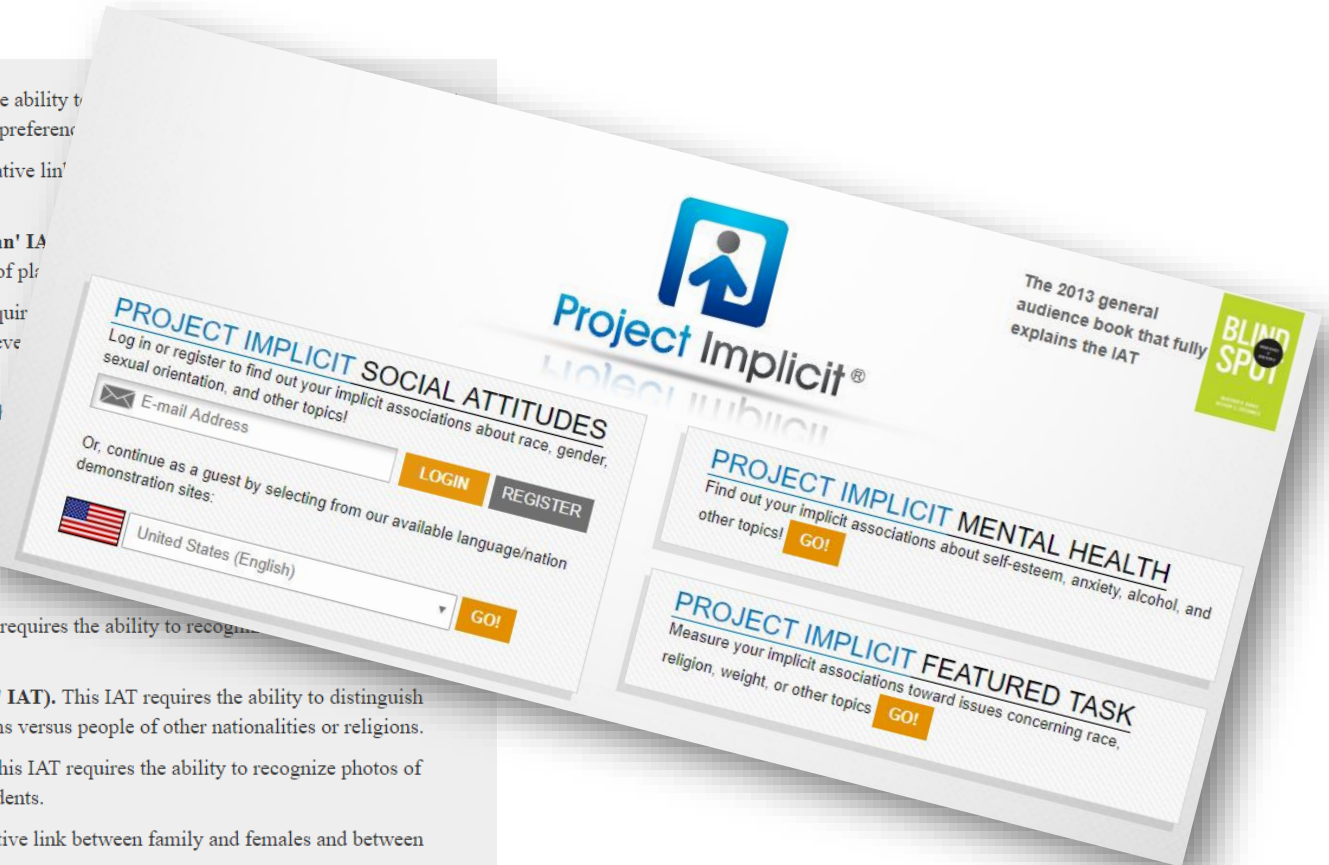 e ability
preferenc
ative lin
n' IA
of pla
quir
eve
requires the ability to recogn
IAT). This IAT requires the ability to distinguish
ns versus people of other nationalities or religions.
his IAT requires the ability to recognize photos of
dents.
tive link between family and females and between
Project Implicit®
The 2013 general
audience book that fully
explains the IAT
BLIND
SPOT
PROJECT IMPLICIT SOCIAL ATTITUDES
Log in or register to find out your implicit associations about race, gender,
sexual orientation, and other topics!
E-mail Address
LOGIN
REGISTER
Or, continue as a guest by selecting from our available language/nation
demonstration sites:
United States (English)
GO!
PROJECT IMPLICIT MENTAL HEALTH
Find out your implicit associations about self-esteem, anxiety, alcohol, and
other topics! GO!
PROJECT IMPLICIT FEATURED TASK
Measure your implicit associations toward issues concerning race,
religion, weight, or other topics GO!